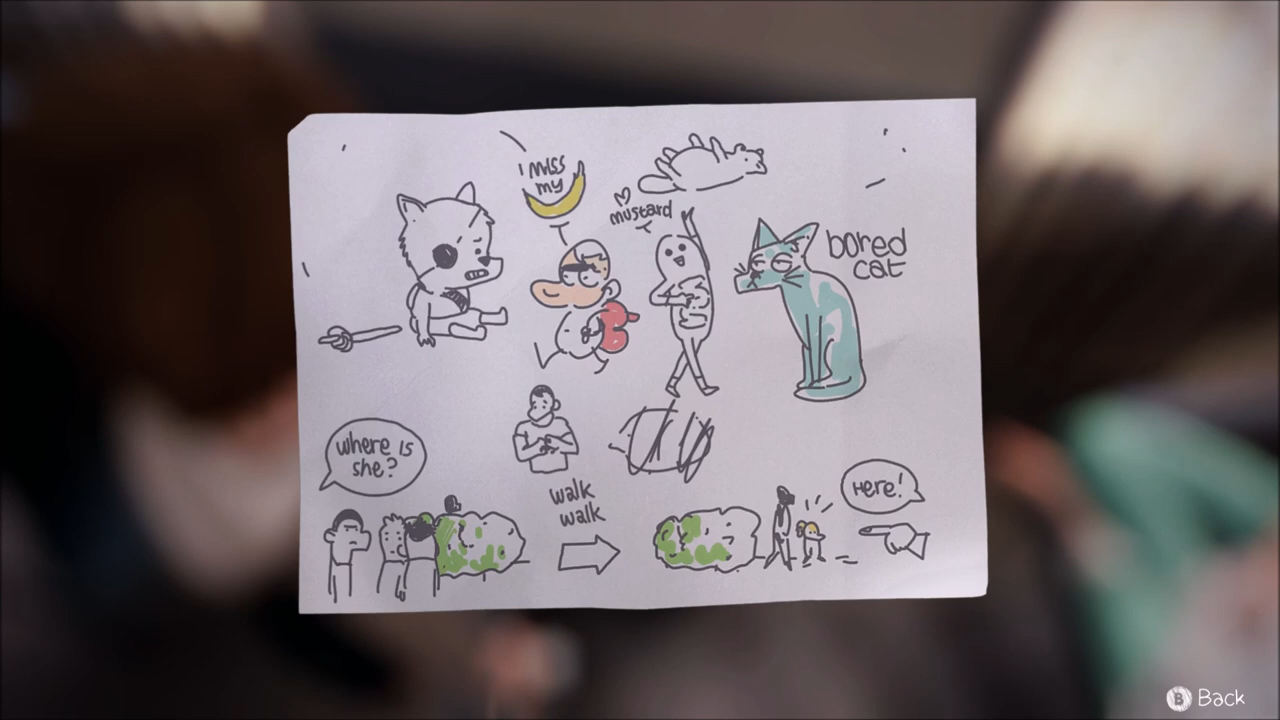 I miss
my
mustard
bored
cat
where is
she?
walk
walk
Here!
B Back